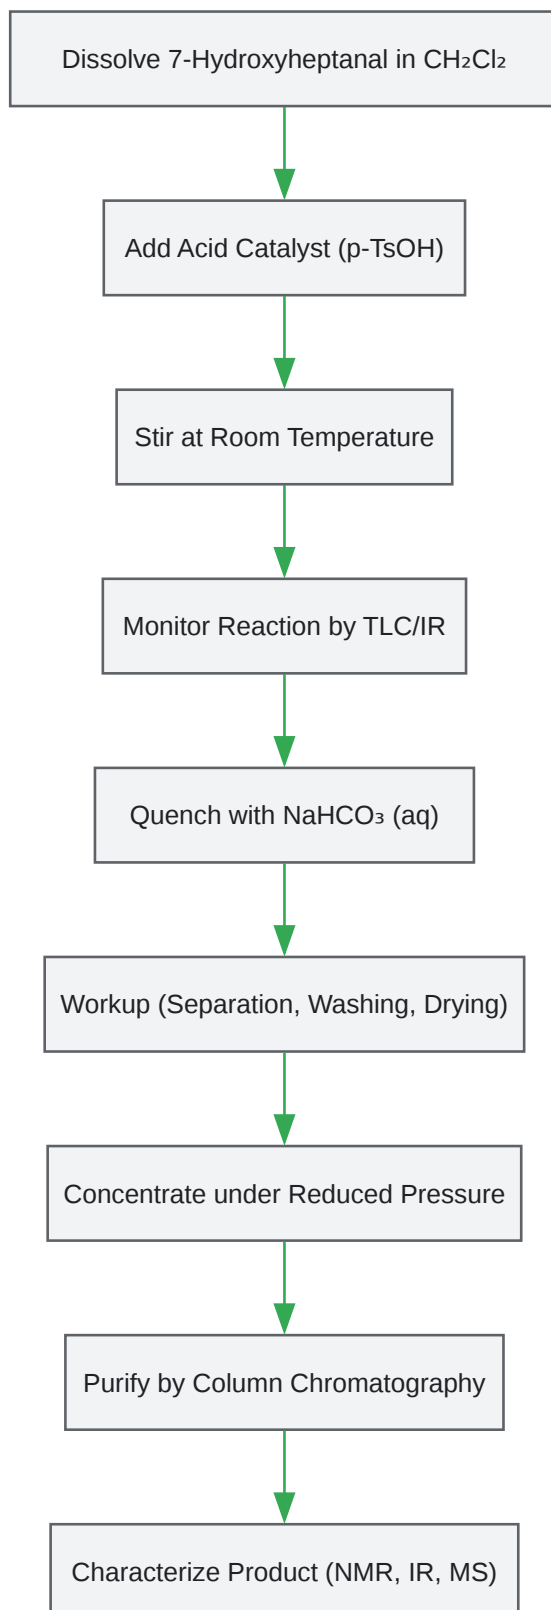 Dissolve 7-Hydroxyheptanal in CH₂Cl₂
Add Acid Catalyst (p-TsOH)
Stir at Room Temperature
Monitor Reaction by TLC/IR
Quench with NaHCO₃ (aq)
Workup (Separation, Washing, Drying)
Concentrate under Reduced Pressure
Purify by Column Chromatography
Characterize Product (NMR, IR, MS)